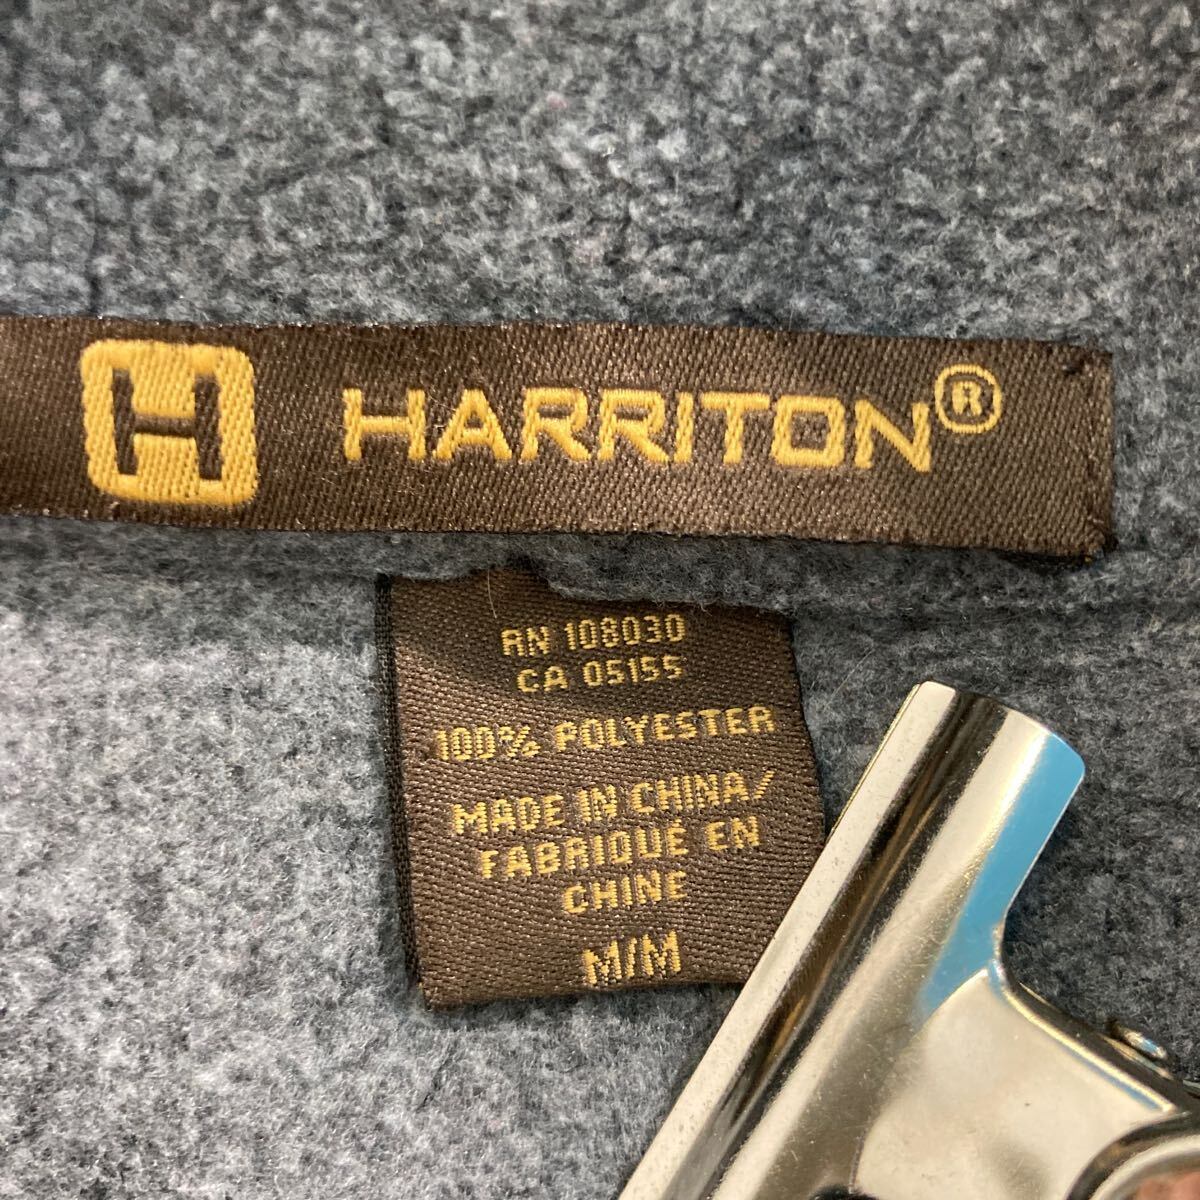 H HARRITON®
RN 108030
CA 05155
100% POLYESTER
MADE IN CHINA/
FABRIQUÉ EN
CHINE
M/M